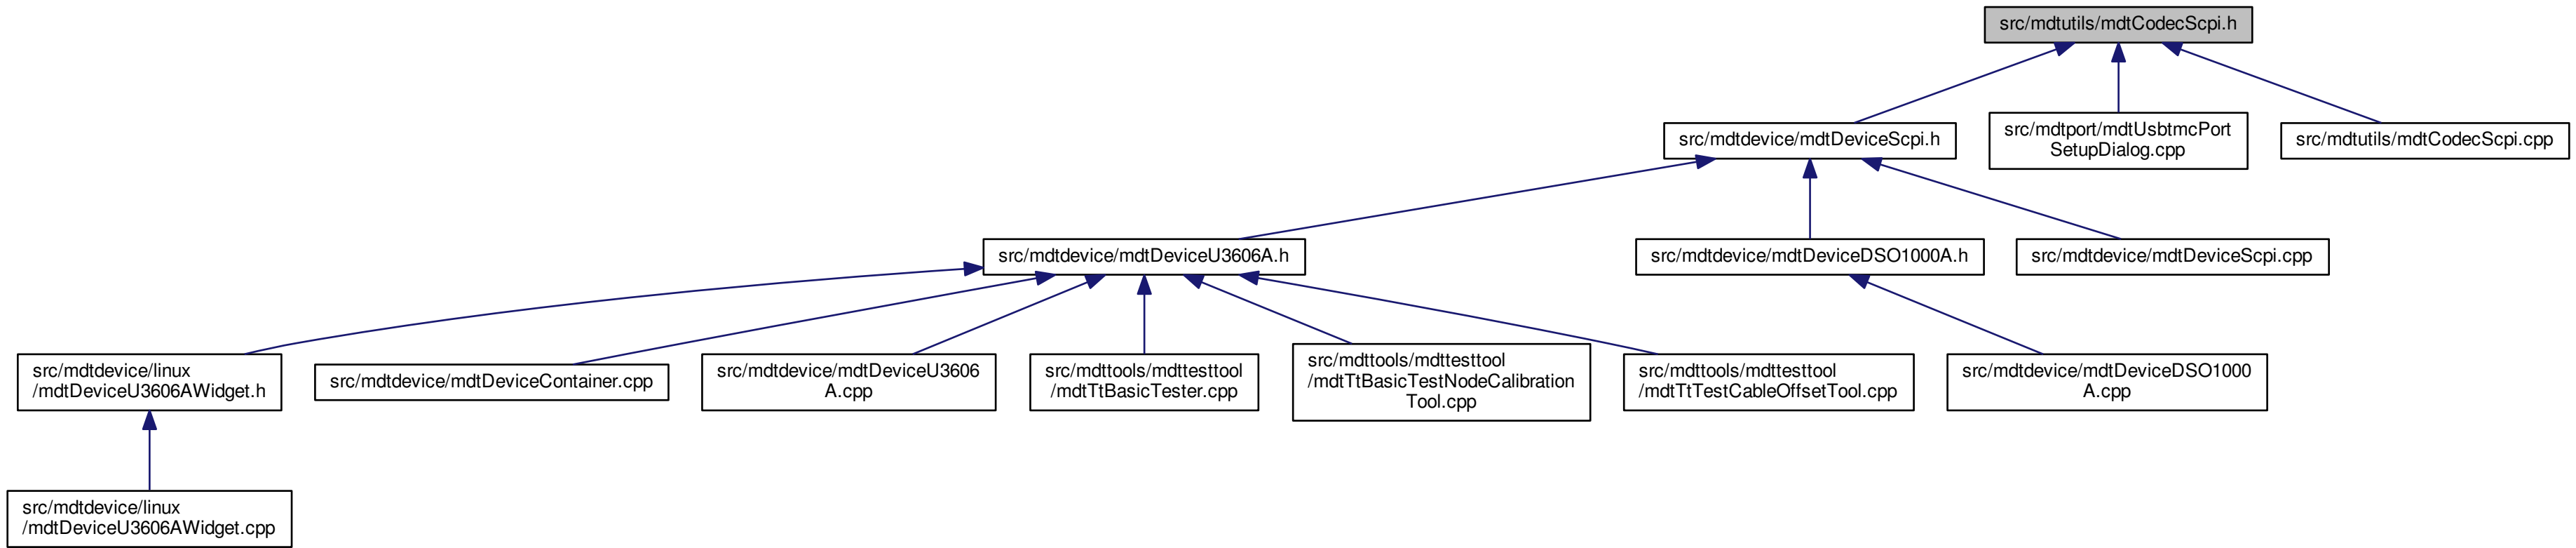 src/mdtutils/mdtCodecScpi.h
src/mdtdevice/mdtDeviceScpi.h
src/mdtport/mdtUsbtmcPort
SetupDialog.cpp
src/mdtutils/mdtCodecScpi.cpp
src/mdtdevice/mdtDeviceU3606A.h
src/mdtdevice/mdtDeviceDSO1000A.h
src/mdtdevice/mdtDeviceScpi.cpp
src/mdtdevice/linux
/mdtDeviceU3606AWidget.h
src/mdtdevice/mdtDeviceContainer.cpp
src/mdtdevice/mdtDeviceU3606
A.cpp
src/mdttools/mdttesttool
/mdtTtBasicTester.cpp
src/mdttools/mdttesttool
/mdtTtBasicTestNodeCalibration
Tool.cpp
src/mdttools/mdttesttool
/mdtTtTestCableOffsetTool.cpp
src/mdtdevice/mdtDeviceDSO1000
A.cpp
src/mdtdevice/linux
/mdtDeviceU3606AWidget.cpp